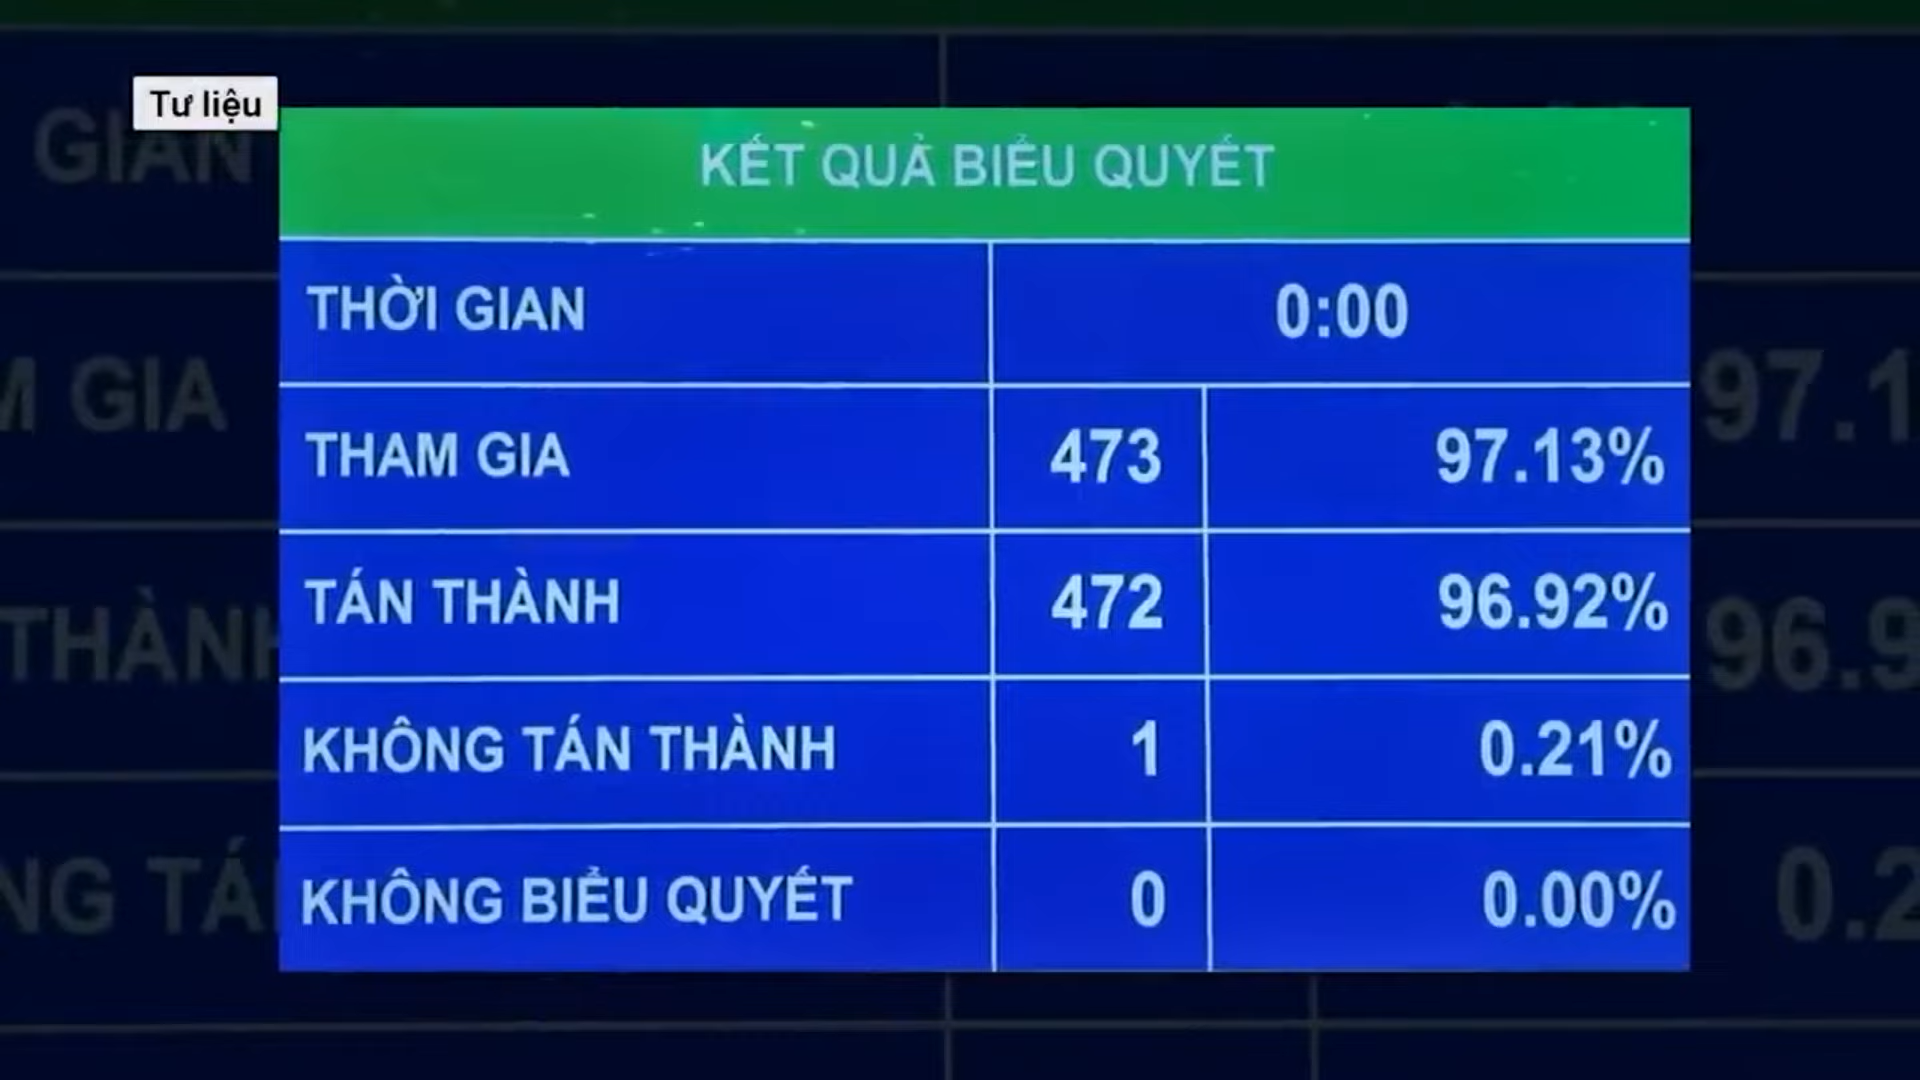 Tư liệu
KẾT QUẢ BIỂU QUYẾT
THỜI GIAN 0:00
THAM GIA 473 97.13%
TÁN THÀNH 472 96.92%
KHÔNG TÁN THÀNH 1 0.21%
KHÔNG BIỂU QUYẾT 0 0.00%